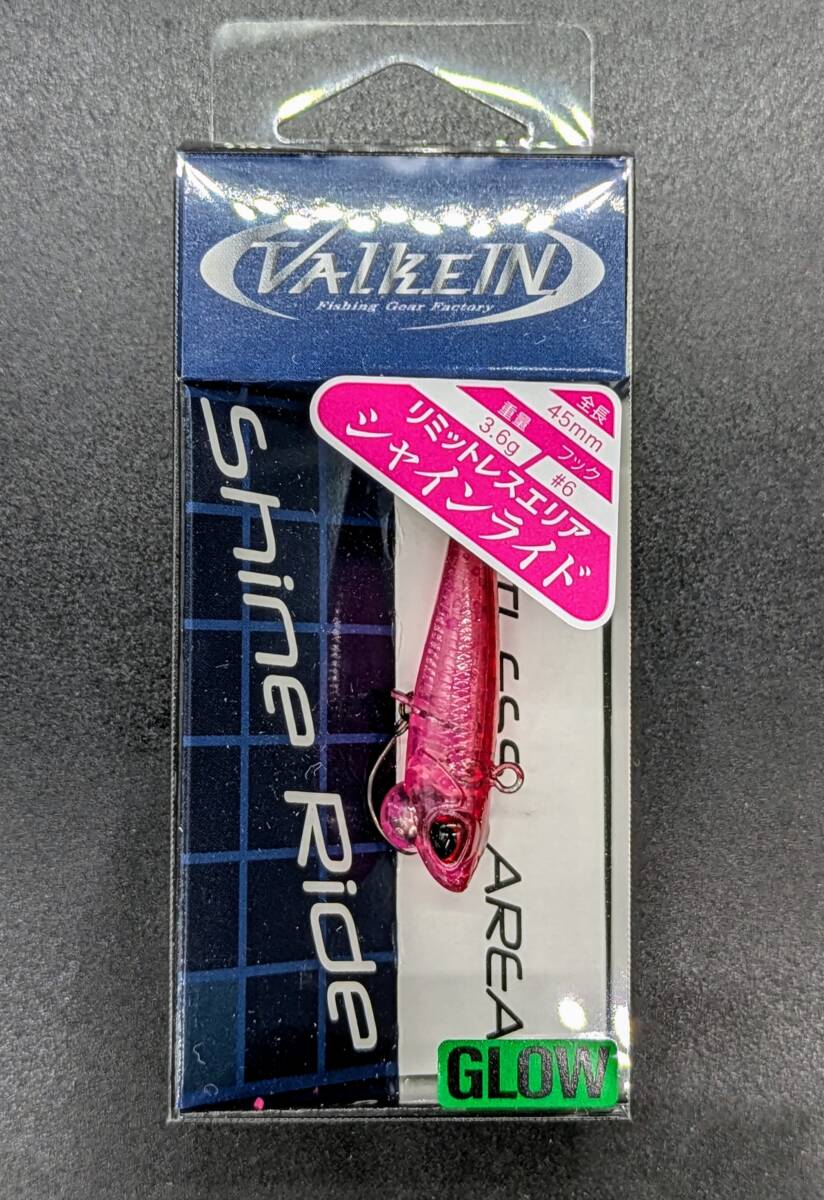 ValkeIN
Fishing Gear Factory
全長
45mm
重量
3.6g
フック
#6
リミットレスエリア
シャインライド
Shine Ride
AREA
GLOW